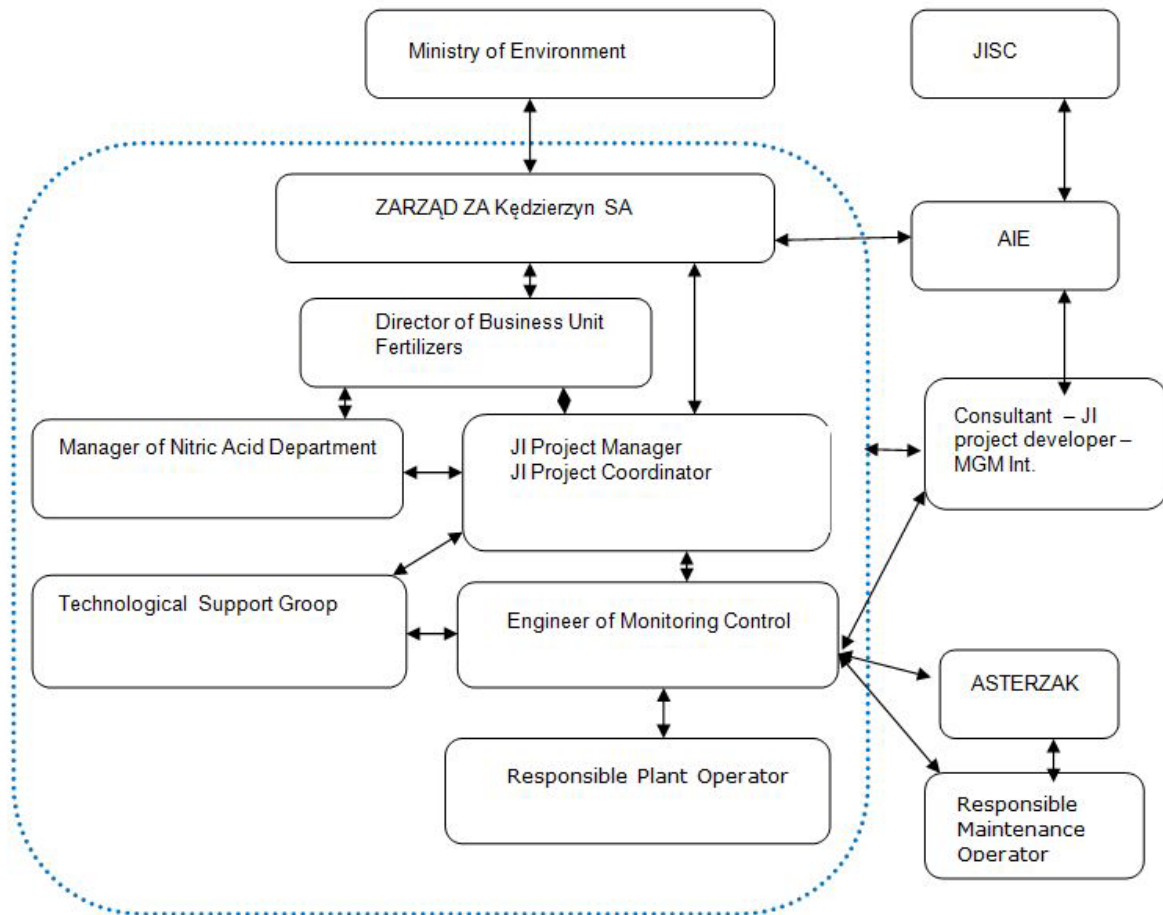 Ministry of Environment
JISC
ZARZĄD ZA Kędzierzyn SA
AIE
Director of Business Unit
Fertilizers
Manager of Nitric Acid Department
JI Project Manager
JI Project Coordinator
Consultant – JI
project developer –
MGM Int.
Technological Support Groop
Engineer of Monitoring Control
ASTERZAK
Responsible Plant Operator
Responsible
Maintenance
Operator